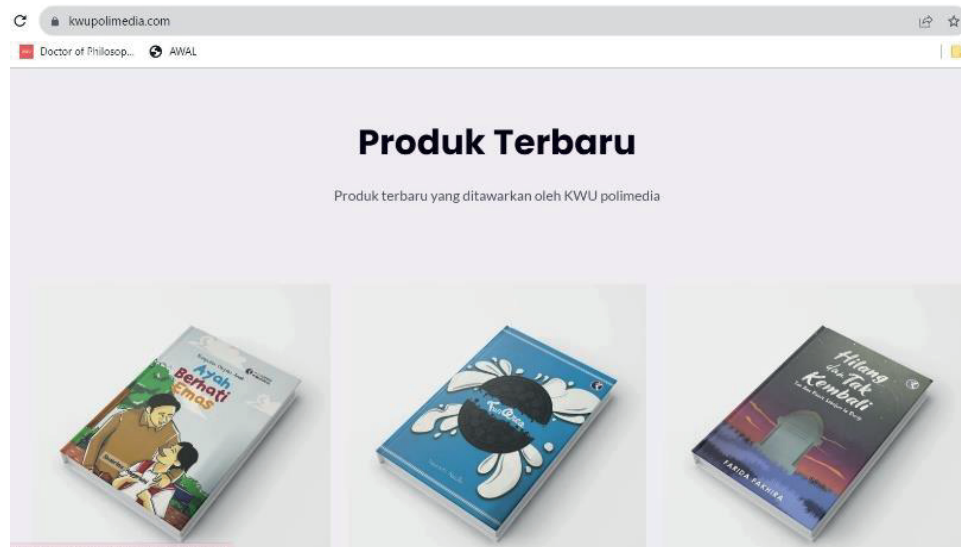 kwupolimedia.com
Doctor of Philosop...
AWAL
Produk Terbaru
Produk terbaru yang ditawarkan oleh KWU polimedia
Ayah
Berhati
Emas
Hilang
dan Tak
Kembali
FARIDA FAKHIRA